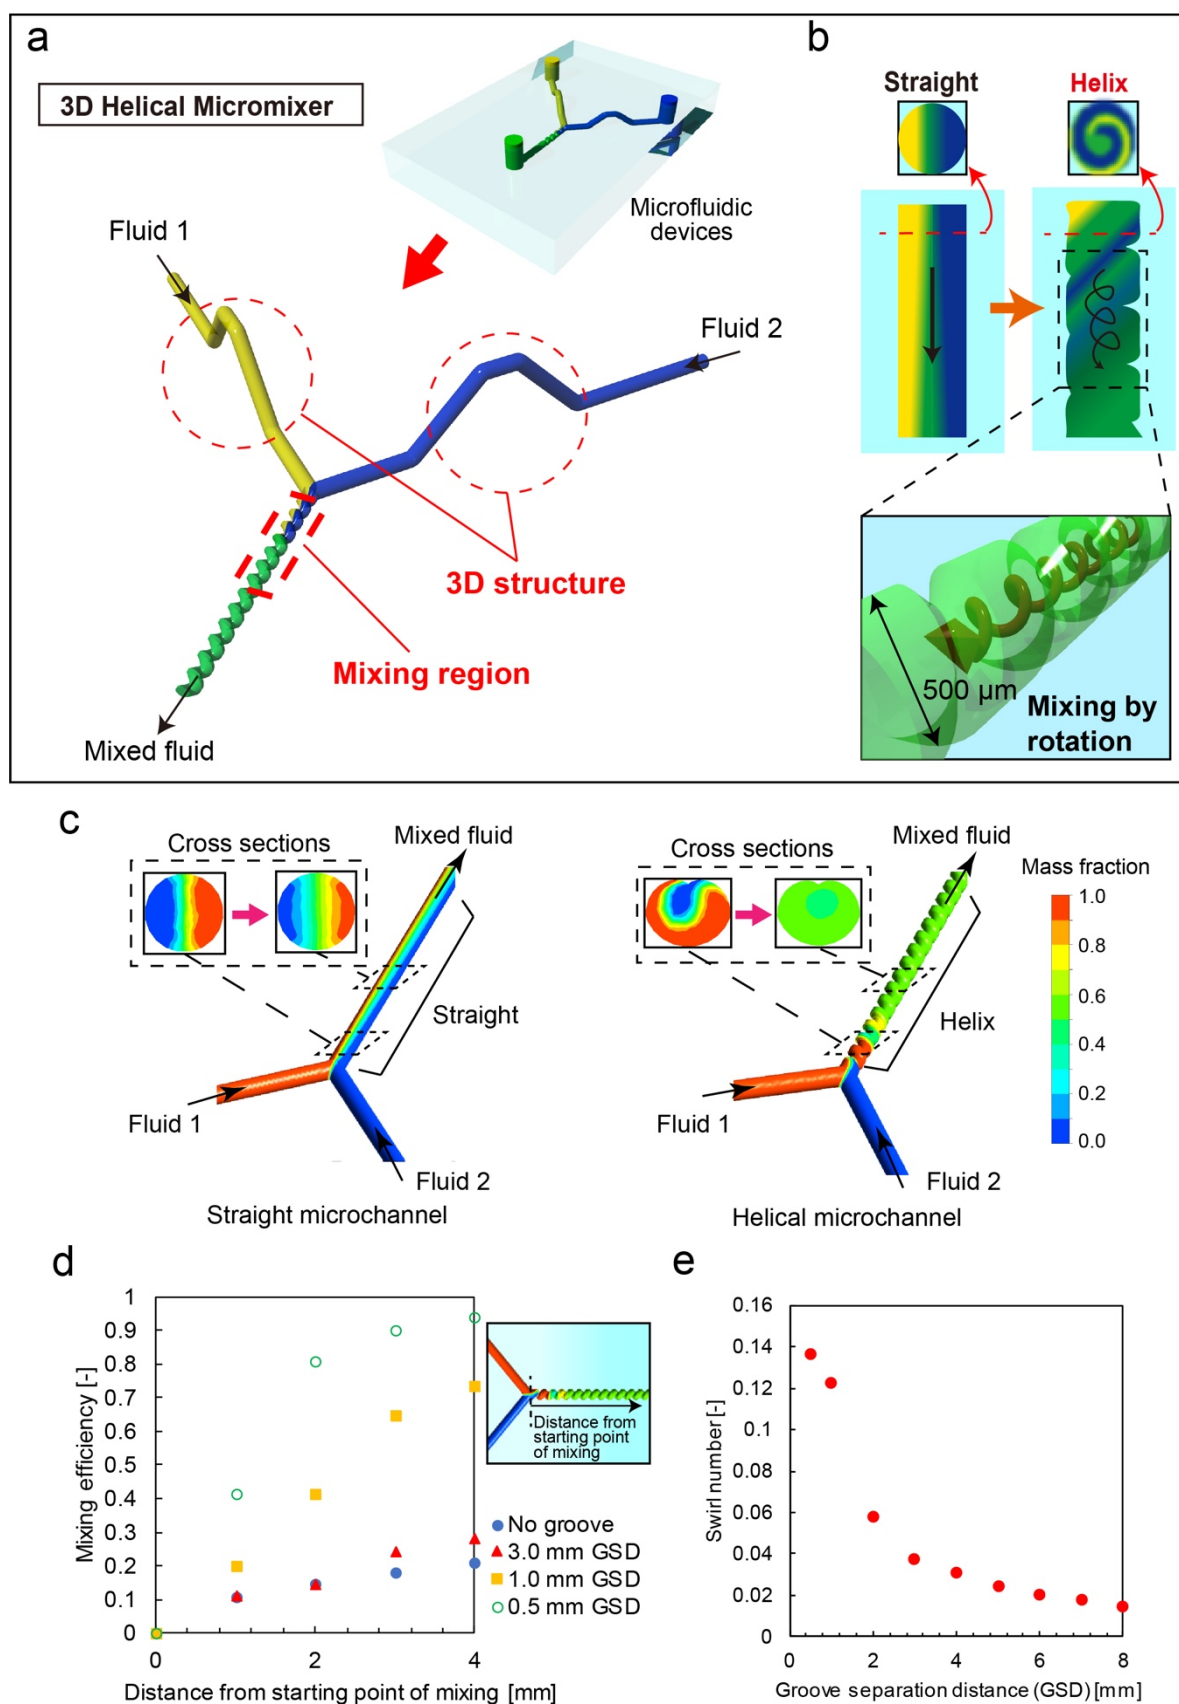 a
3D Helical Micromixer
Microfluidic
devices
Fluid 1
Fluid 2
3D structure
Mixing region
Mixed fluid
b
Straight
Helix
500 μm
Mixing by
rotation
c
Cross sections
Mixed fluid
Straight
Fluid 1
Fluid 2
Straight microchannel
Cross sections
Mixed fluid
Helix
Fluid 1
Fluid 2
Helical microchannel
Mass fraction
1.0
0.8
0.6
0.4
0.2
0.0
d
Mixing efficiency [-]
1
0.9
0.8
0.7
0.6
0.5
0.4
0.3
0.2
0.1
0
0
2
4
Distance from starting point of mixing [mm]
Distance from
starting point
of mixing
No groove
3.0 mm GSD
1.0 mm GSD
0.5 mm GSD
e
Swirl number [-]
0.16
0.14
0.12
0.1
0.08
0.06
0.04
0.02
0
0
2
4
6
8
Groove separation distance (GSD) [mm]